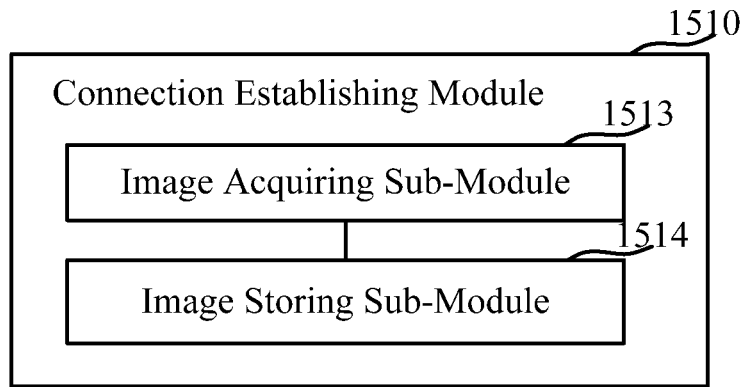 1510
Connection Establishing Module
1513
Image Acquiring Sub-Module
1514
Image Storing Sub-Module